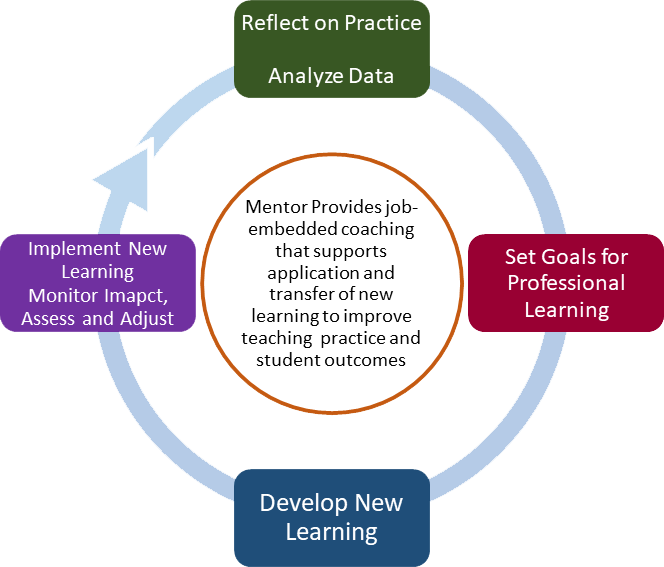 Reflect on Practice
Analyze Data
Mentor Provides job-
embedded coaching
that supports
application and
transfer of new
learning to improve
teaching practice and
student outcomes
Implement New
Learning
Monitor Imapct,
Assess and Adjust
Set Goals for
Professional
Learning
Develop New
Learning